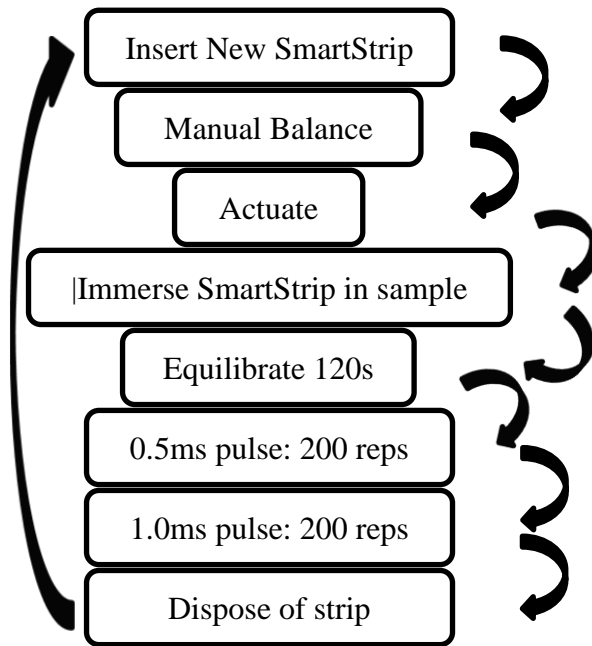 Insert New SmartStrip
Manual Balance
Actuate
|Immerse SmartStrip in sample
Equilibrate 120s
0.5ms pulse: 200 reps
1.0ms pulse: 200 reps
Dispose of strip